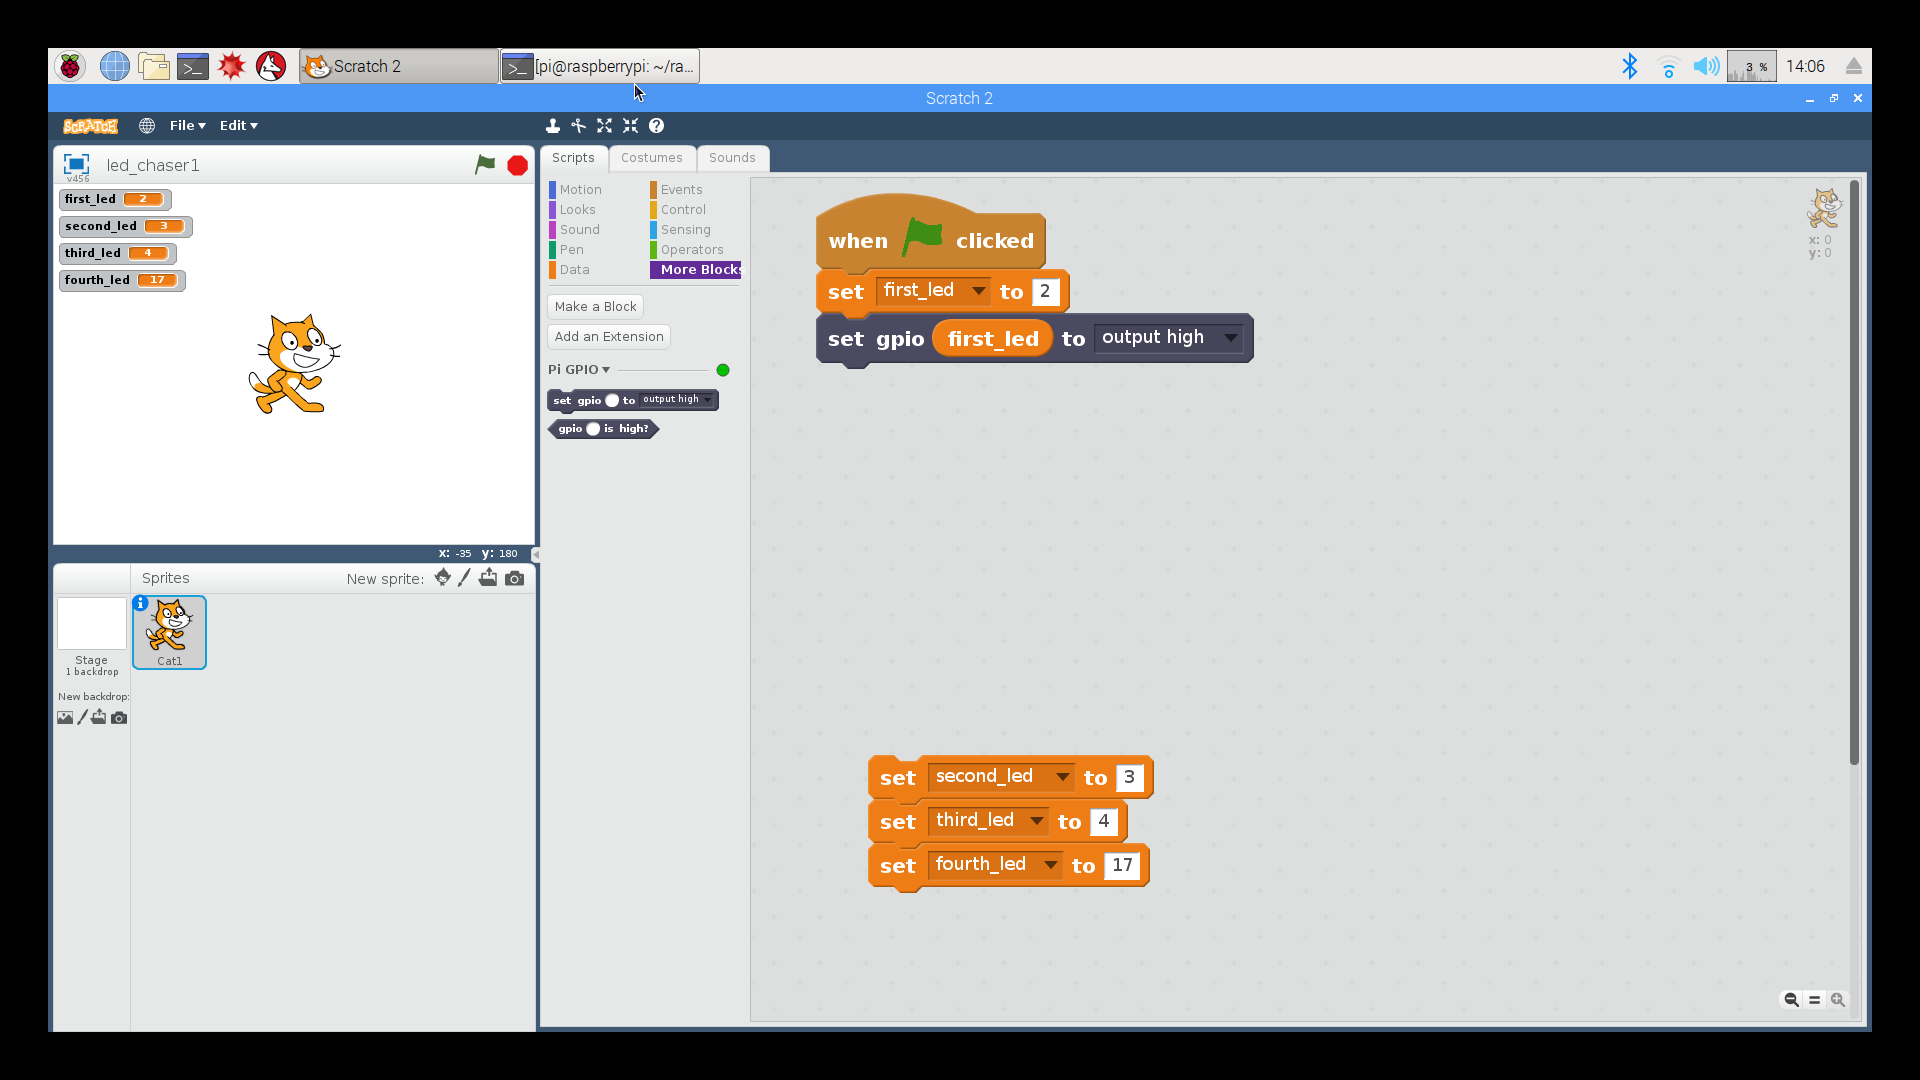 Scratch 2
[pi@raspberrypi: ~/ra...
3 %
14:06
Scratch 2
SCRATCH
File
Edit
v456
led_chaser1
first_led 2
second_led 3
third_led 4
fourth_led 17
x: -35 y: 180
Sprites
New sprite:
Stage
1 backdrop
New backdrop:
Cat1
Scripts
Costumes
Sounds
Motion
Events
Looks
Control
Sound
Sensing
Pen
Operators
Data
More Blocks
Make a Block
Add an Extension
Pi GPIO
set gpio to output high
gpio is high?
when clicked
set first_led to 2
set gpio first_led to output high
set second_led to 3
set third_led to 4
set fourth_led to 17
x: 0
y: 0